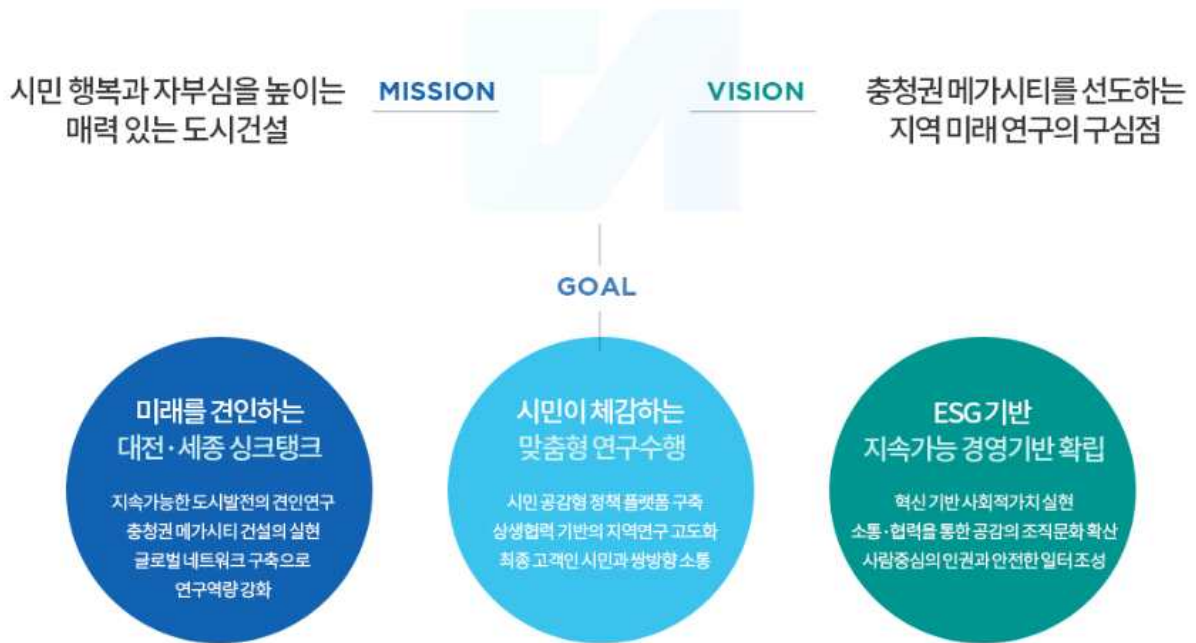 시민 행복과 자부심을 높이는
매력 있는 도시건설
MISSION
VISION
충청권 메가시티를 선도하는
지역 미래 연구의 구심점
GOAL
미래를 견인하는
대전·세종 싱크탱크
지속가능한 도시발전의 견인연구
충청권 메가시티 건설의 실현
글로벌 네트워크 구축으로
연구역량 강화
시민이 체감하는
맞춤형 연구수행
시민 공감형 정책 플랫폼 구축
상생협력 기반의 지역연구 고도화
최종 고객인 시민과 쌍방향 소통
ESG 기반
지속가능 경영기반 확립
혁신 기반 사회적가치 실현
소통·협력을 통한 공감의 조직문화 확산
사람중심의 인권과 안전한 일터 조성